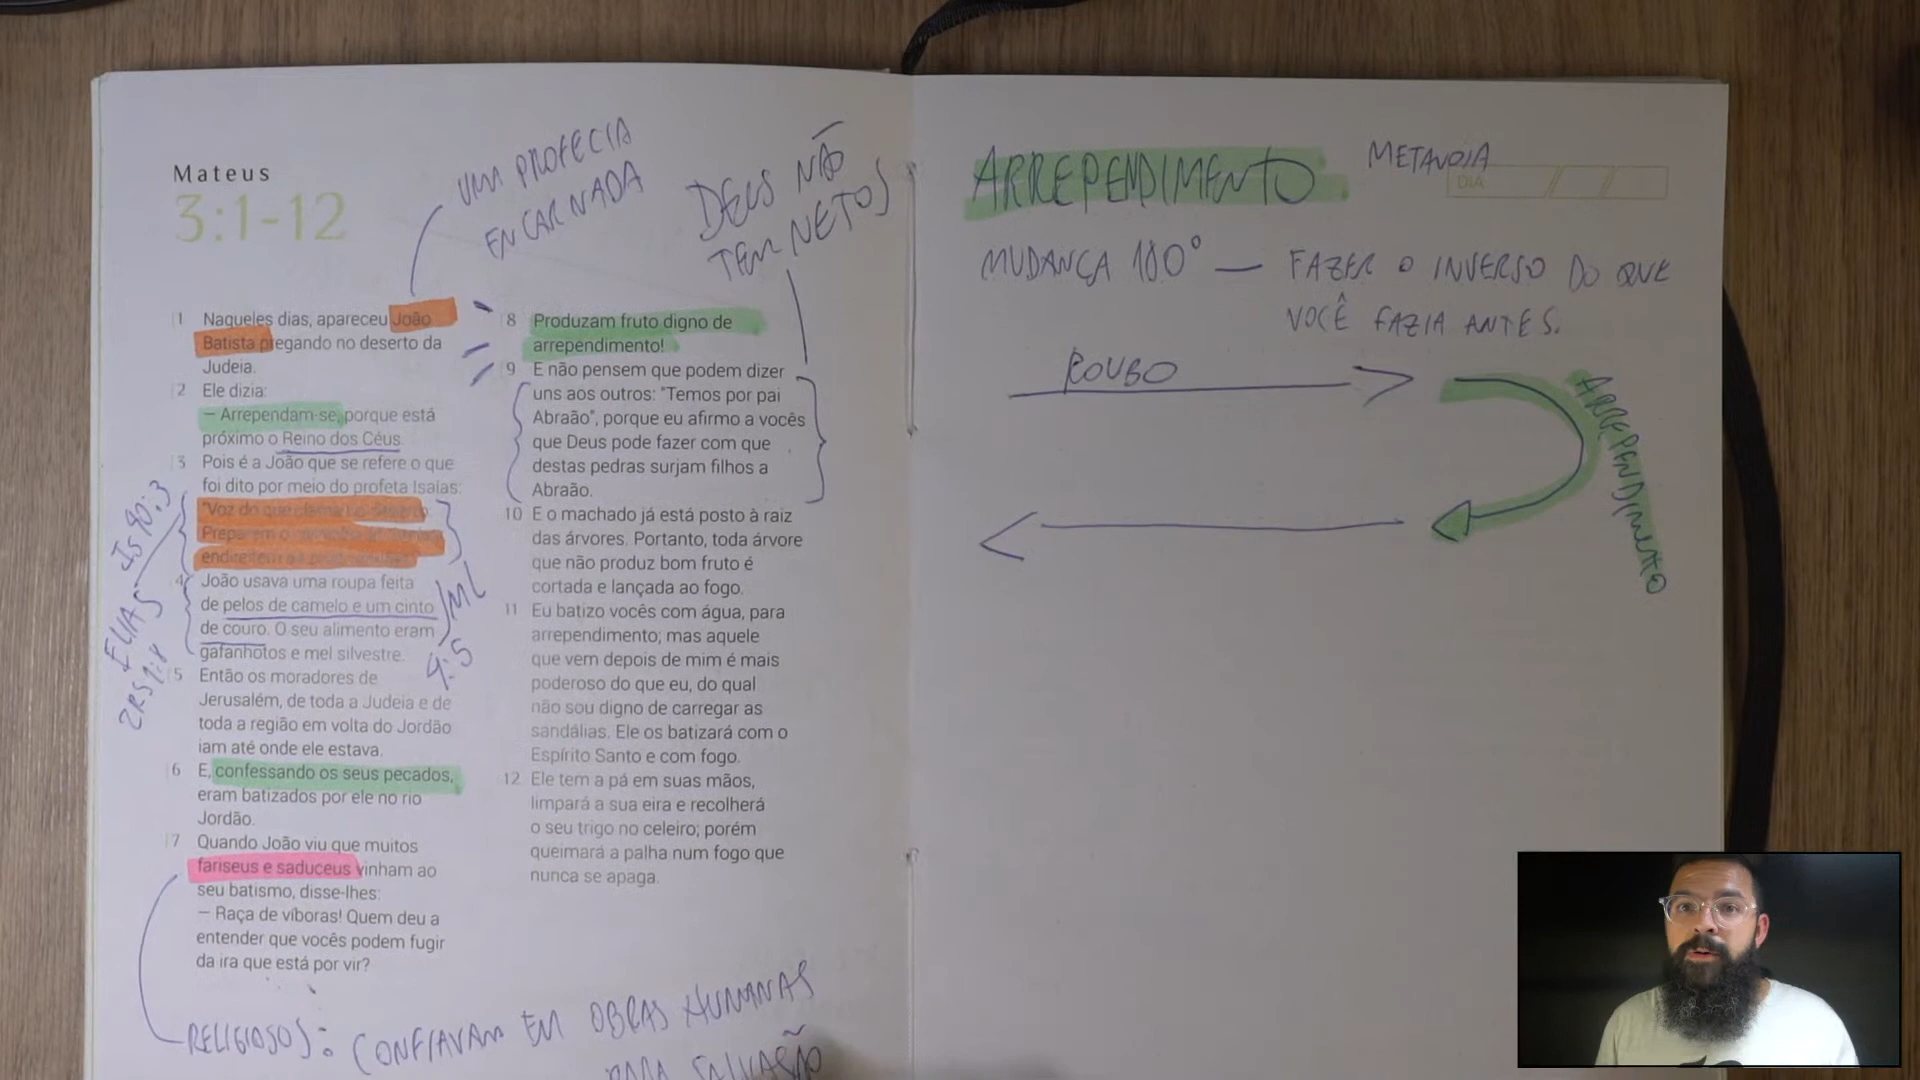 Mateus
3:1-12
UMA PROFECIA
ENCARNADA
DEUS NÃO
TEM NETOS
1 Naqueles dias, apareceu João
Batista pregando no deserto da
Judeia.
2 Ele dizia:
– Arrependam-se, porque está
próximo o Reino dos Céus.
3 Pois é a João que se refere o que
foi dito por meio do profeta Isaías:
"Voz do que clama no deserto:
Preparem o
endireitem
4 João usava uma roupa feita
de pelos de camelo e um cinto
de couro. O seu alimento eram
gafanhotos e mel silvestre.
5 Então os moradores de
Jerusalém, de toda a Judeia e de
toda a região em volta do Jordão
iam até onde ele estava.
6 E, confessando os seus pecados,
eram batizados por ele no rio
Jordão.
7 Quando João viu que muitos
fariseus e saduceus vinham ao
seu batismo, disse-lhes:
– Raça de víboras! Quem deu a
entender que vocês podem fugir
da ira que está por vir?
Is 40:3
ELIAS
2RS 1:8
ML
4:5
8 Produzam fruto digno de
arrependimento!
9 E não pensem que podem dizer
uns aos outros: "Temos por pai
Abraão", porque eu afirmo a vocês
que Deus pode fazer com que
destas pedras surjam filhos a
Abraão.
10 E o machado já está posto à raiz
das árvores. Portanto, toda árvore
que não produz bom fruto é
cortada e lançada ao fogo.
11 Eu batizo vocês com água, para
arrependimento; mas aquele
que vem depois de mim é mais
poderoso do que eu, do qual
não sou digno de carregar as
sandálias. Ele os batizará com o
Espírito Santo e com fogo.
12 Ele tem a pá em suas mãos,
limpará a sua eira e recolherá
o seu trigo no celeiro; porém
queimará a palha num fogo que
nunca se apaga.
RELIGIOSOS: CONFIAVAM EM OBRAS HUMANAS
PARA SALVAÇÃO
ARREPENDIMENTO
METANOIA
DIA
MUDANÇA 180° — FAZER O INVERSO DO QUE
VOCÊ FAZIA ANTES.
ROUBO
ARREPENDIMENTO